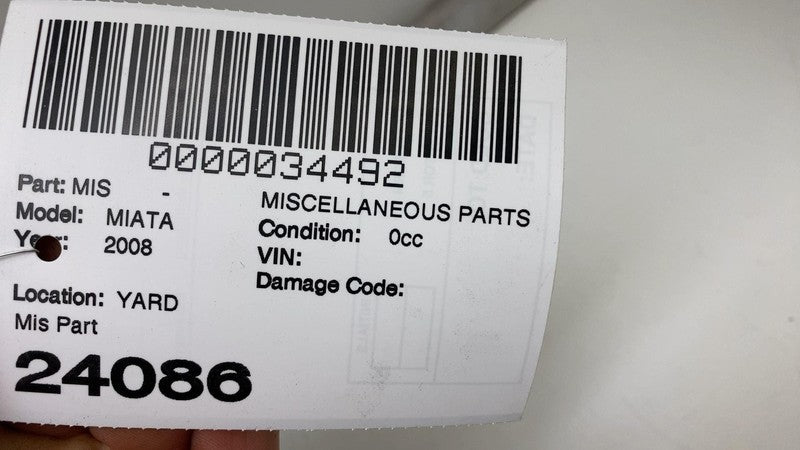 0000034492
Part: MIS -
MISCELLANEOUS PARTS
Model: MIATA
Condition: 0cc
Year: 2008
VIN:
Damage Code:
Location: YARD
Mis Part
24086